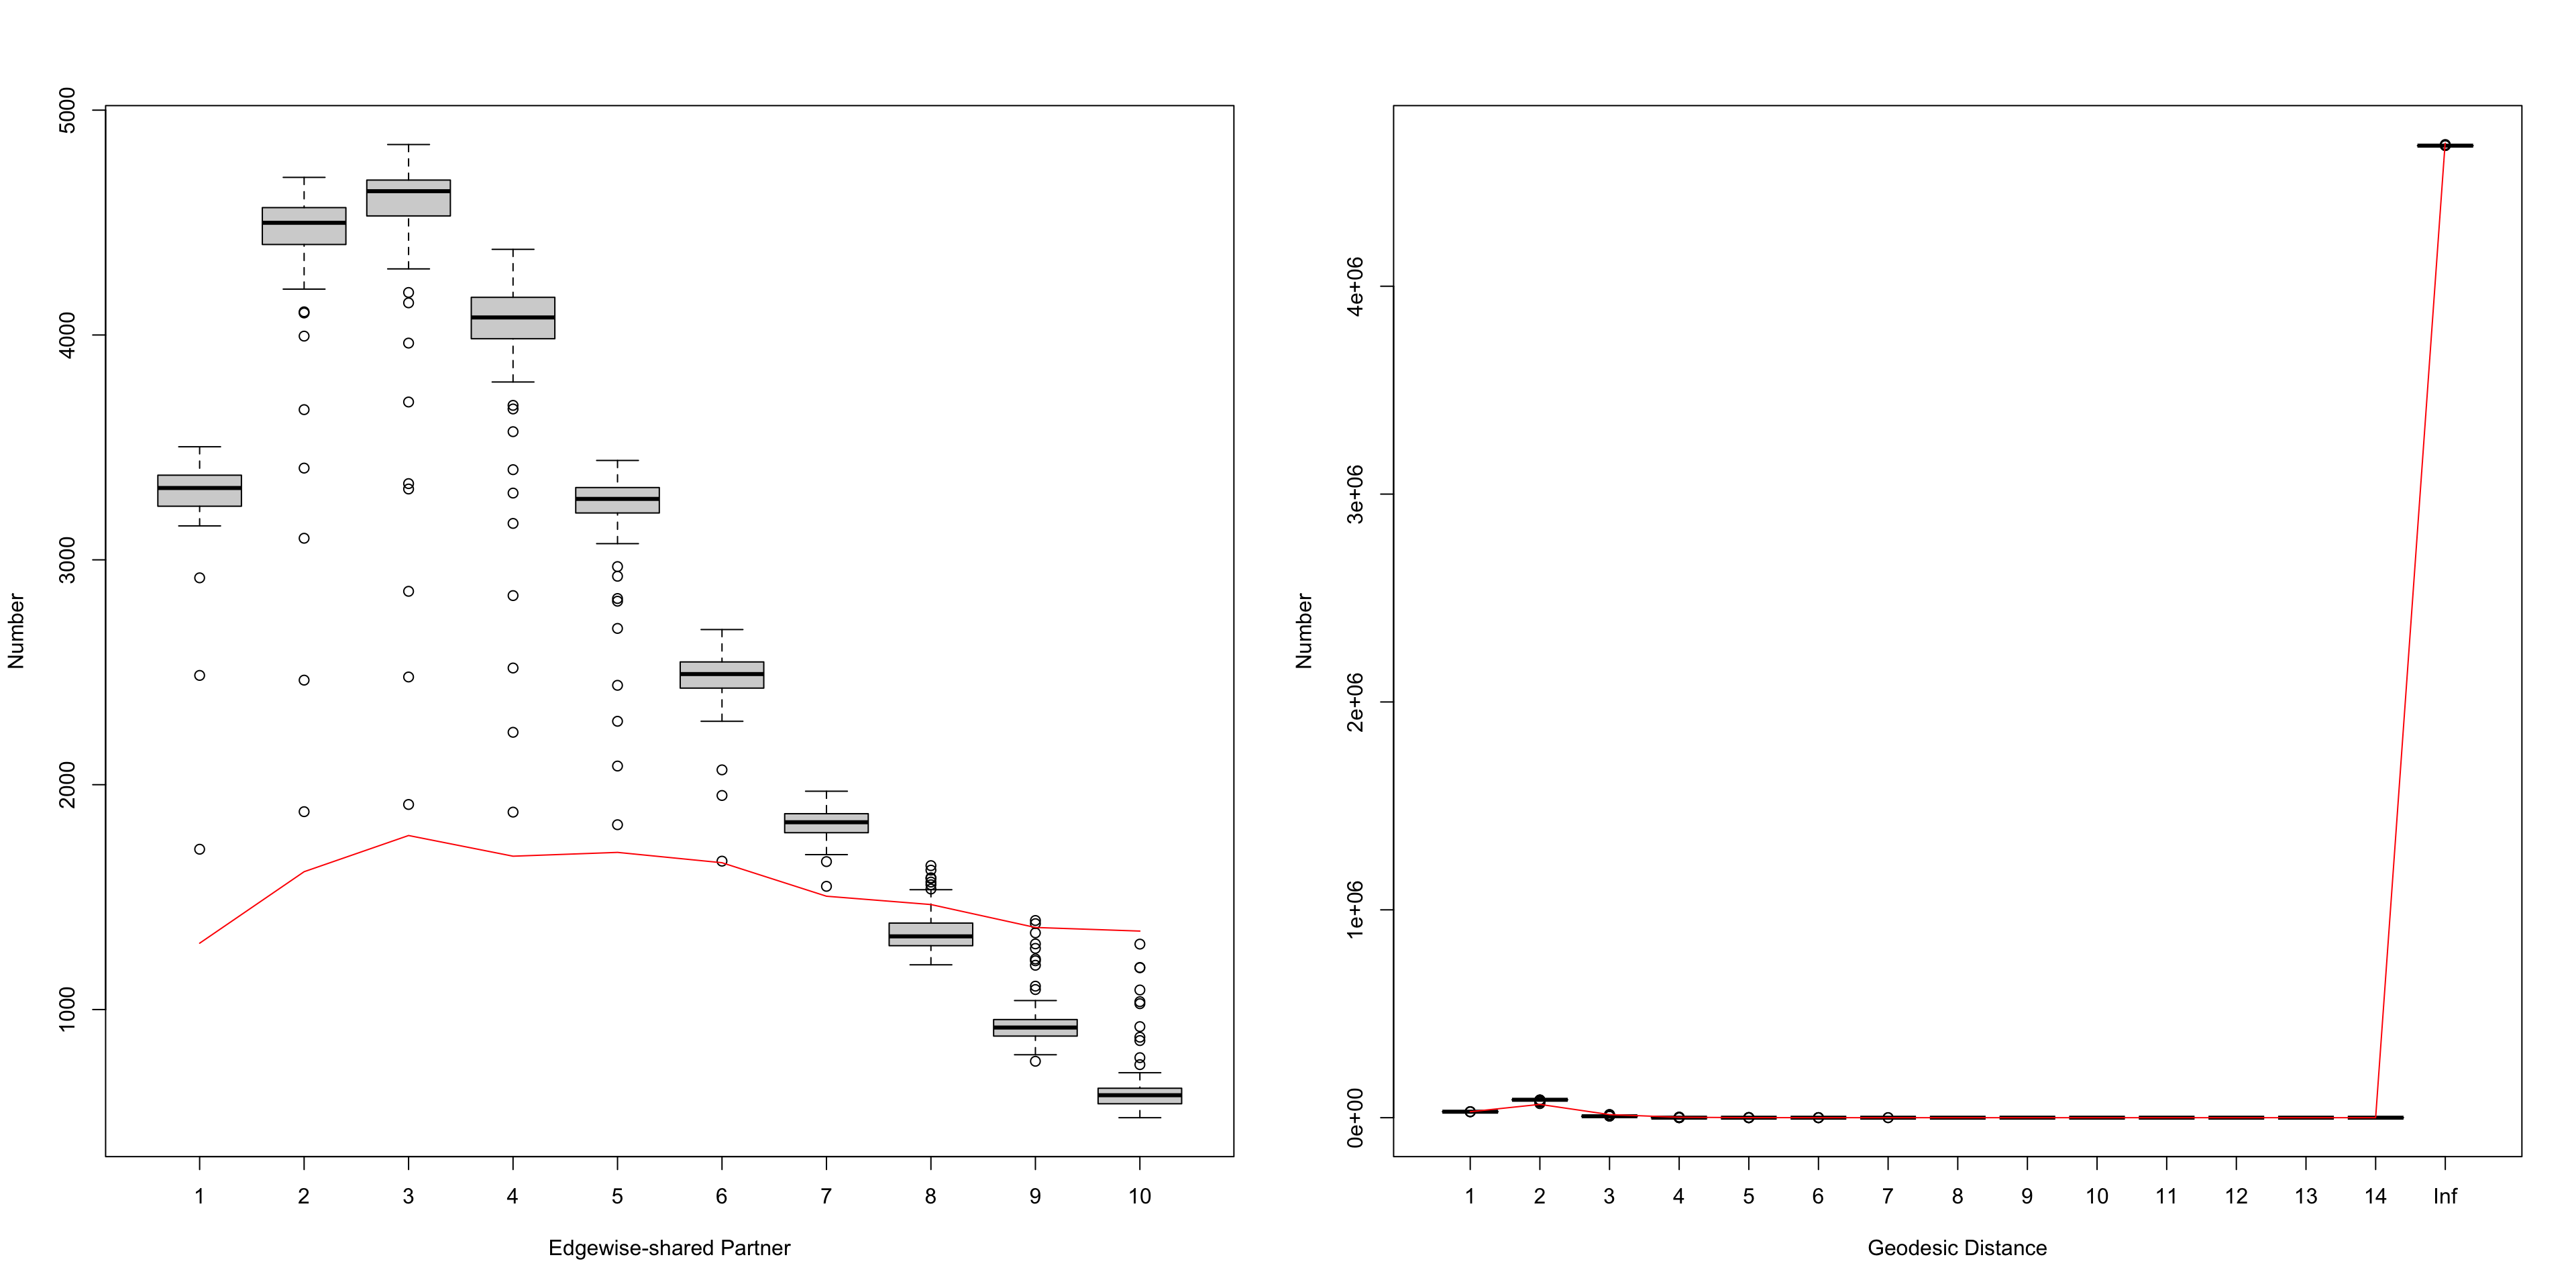 Number
5000
4000
3000
2000
1000
1 2 3 4 5 6 7 8 9 10
Edgewise-shared Partner
Number
4e+06
3e+06
2e+06
1e+06
0e+00
1 2 3 4 5 6 7 8 9 10 11 12 13 14 Inf
Geodesic Distance